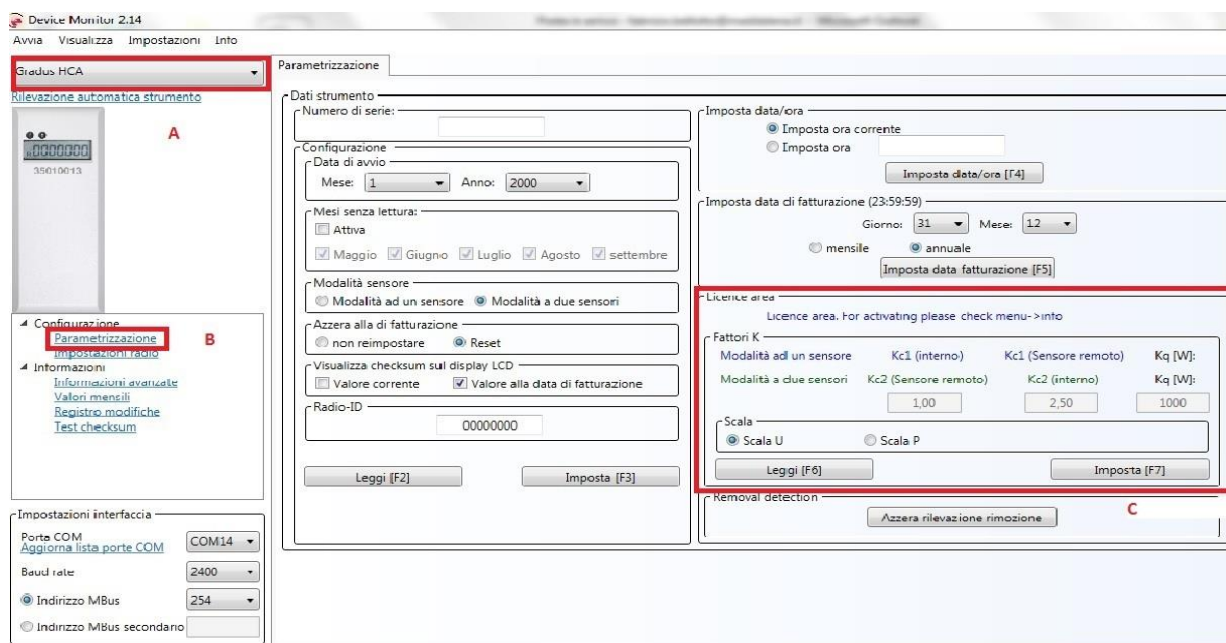 Device Monitor 2.14
Avvia Visualizza Impostazioni Info
Gradus HCA
Rilevazione automatica strumento
A
0000000
35010013
Configurazione
Parametrizzazione
B
Impostazioni radio
Informazioni
Informazioni avanzate
Valori mensili
Registro modifiche
Test checksum
Impostazioni interfaccia
Porta COM
Aggiorna lista porte COM
COM14
Baud rate
2400
Indirizzo MBus
254
Indirizzo MBus secondario
Parametrizzazione
Dati strumento
Numero di serie:
Configurazione
Data di avvio
Mese: 1 Anno: 2000
Mesi senza lettura:
Attiva
Maggio Giugno Luglio Agosto settembre
Modalità sensore
Modalità ad un sensore Modalità a due sensori
Azzera alla di fatturazione
non reimpostare Reset
Visualizza checksum sul display LCD
Valore corrente Valore alla data di fatturazione
Radio-ID
00000000
Leggi [F2] Imposta [F3]
Imposta data/ora
Imposta ora corrente
Imposta ora
Imposta data/ora [F4]
Imposta data di fatturazione (23:59:59)
Giorno: 31 Mese: 12
mensile annuale
Imposta data fatturazione [F5]
Licence area
Licence area. For activating please check menu->info
Fattori K
Modalità ad un sensore Kc1 (interno) Kc1 (Sensore remoto) Kq [W]:
Modalità a due sensori Kc2 (Sensore remoto) Kc2 (interno) Kq [W]:
1,00 2,50 1000
Scala
Scala U Scala P
Leggi [F6] Imposta [F7]
Removal detection
C
Azzera rilevazione rimozione